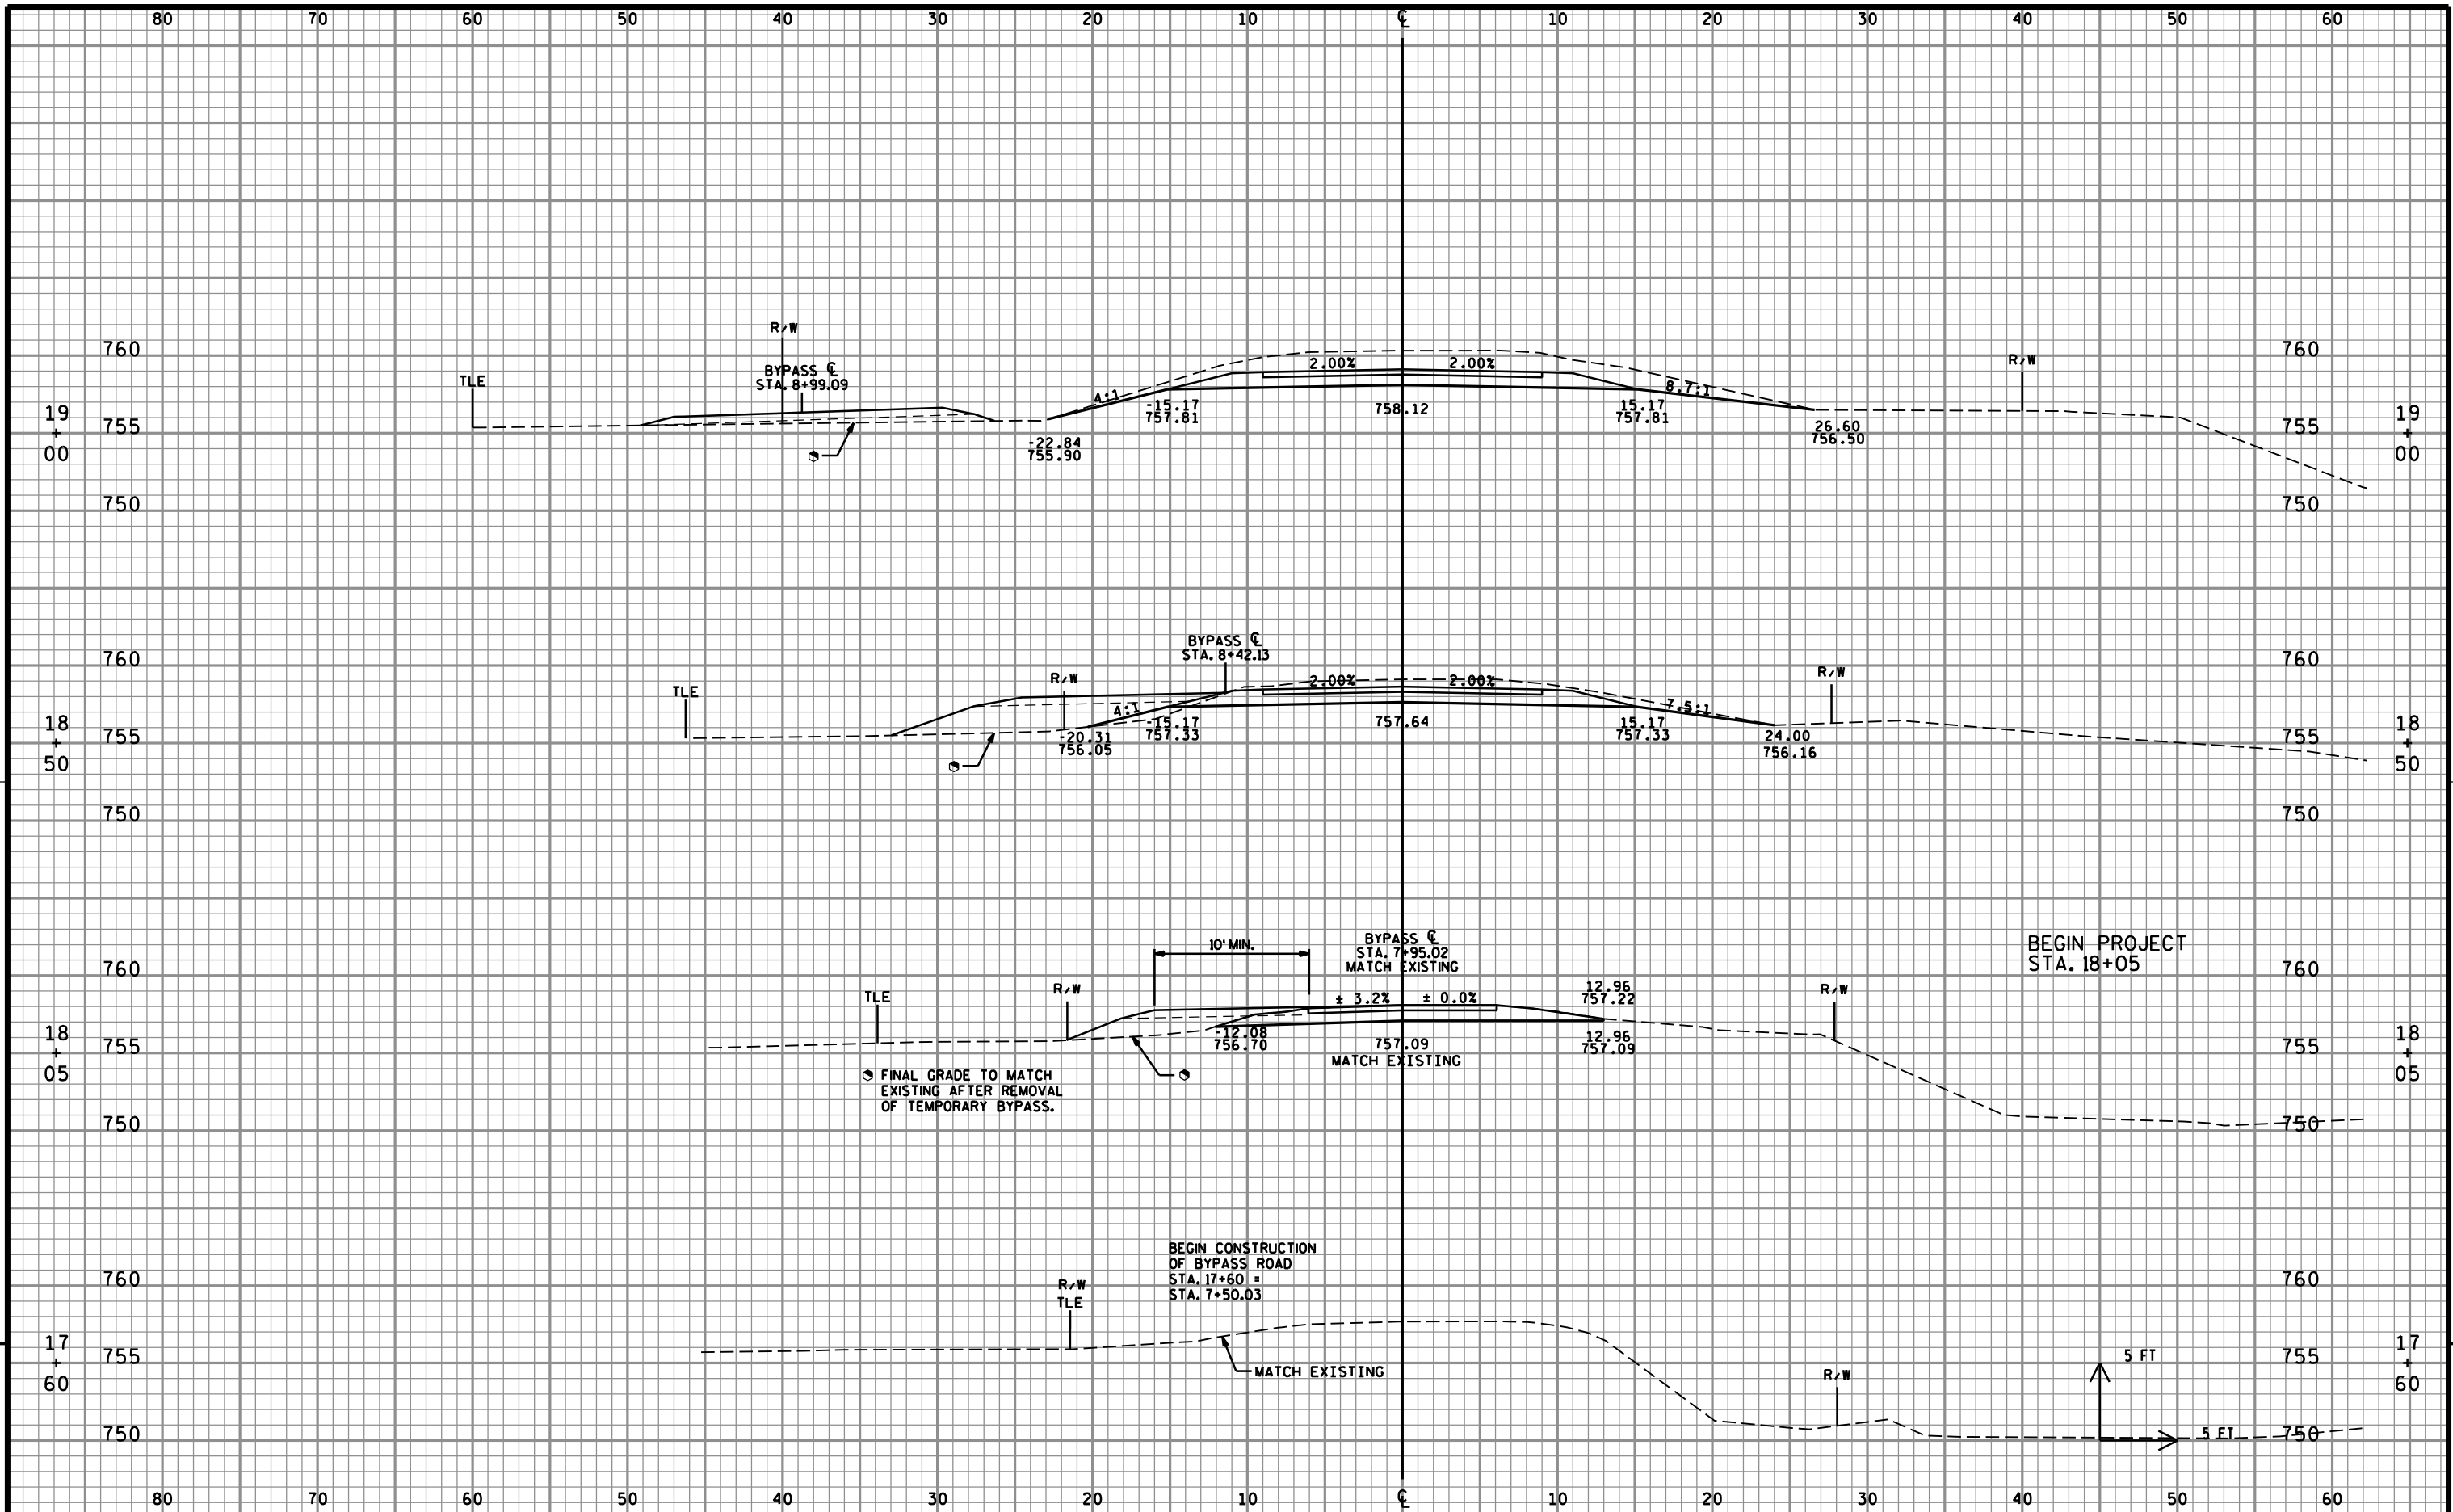 80 70 60 50 40 30 20 10 ℄ 10 20 30 40 50 60
R/W
760 760
BYPASS ℄
STA. 8+99.09
TLE
2.00% 2.00%
R/W
4:1
8.7:1
19
+
00
755
-15.17
757.81
758.12
15.17
757.81
26.60
756.50
755
19
+
00
-22.84
755.90
750 750
BYPASS ℄
STA. 8+42.13
760 760
TLE
R/W
2.00% 2.00%
R/W
4:1
7.5:1
18
+
50
755
-20.31
756.05
-15.17
757.33
757.64
15.17
757.33
24.00
756.16
755
18
+
50
750 750
10' MIN.
BYPASS ℄
STA. 7+95.02
MATCH EXISTING
BEGIN PROJECT
STA. 18+05
760 760
TLE
R/W
± 3.2% ± 0.0%
12.96
757.22
R/W
18
+
05
755
-12.08
756.70
757.09
MATCH EXISTING
12.96
757.09
755
18
+
05
FINAL GRADE TO MATCH
EXISTING AFTER REMOVAL
OF TEMPORARY BYPASS.
750 750
BEGIN CONSTRUCTION
OF BYPASS ROAD
STA. 17+60 =
STA. 7+50.03
760 760
R/W
TLE
17
+
60
755
MATCH EXISTING
R/W
5 FT
755
17
+
60
750
5 FT
750
80 70 60 50 40 30 20 10 ℄ 10 20 30 40 50 60